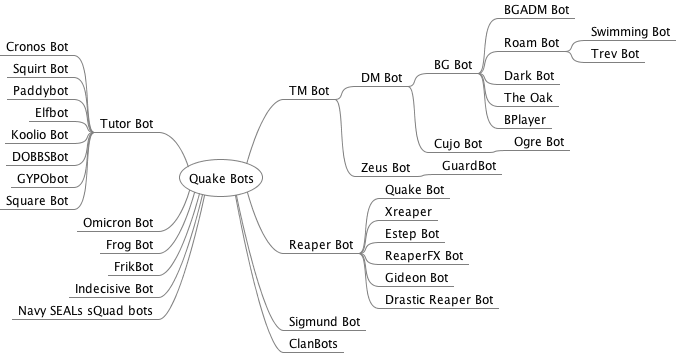 Quake Bots
Tutor Bot
Cronos Bot
Squirt Bot
Paddybot
Elfbot
Koolio Bot
DOBBSBot
GYPObot
Square Bot
Omicron Bot
Frog Bot
FrikBot
Indecisive Bot
Navy SEALs sQuad bots
TM Bot
DM Bot
BG Bot
BGADM Bot
Roam Bot
Swimming Bot
Trev Bot
Dark Bot
The Oak
BPlayer
Cujo Bot
Ogre Bot
Zeus Bot
GuardBot
Reaper Bot
Quake Bot
Xreaper
Estep Bot
ReaperFX Bot
Gideon Bot
Drastic Reaper Bot
Sigmund Bot
ClanBots